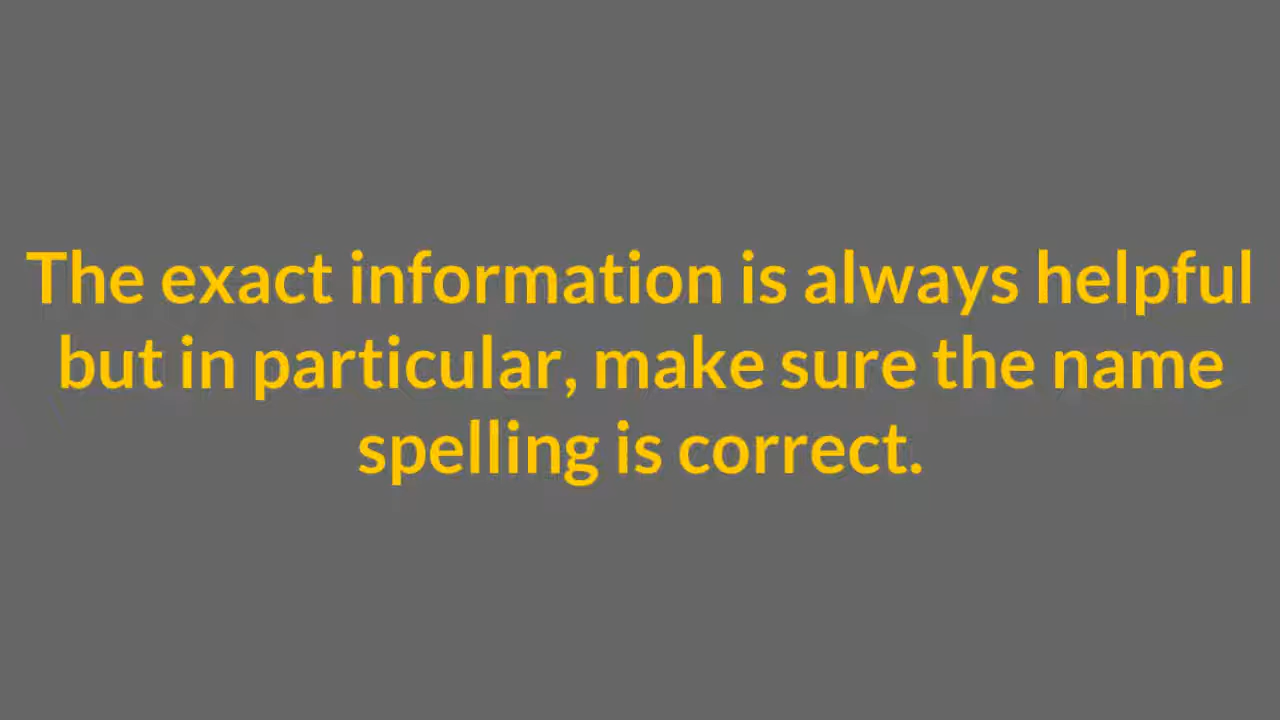 The exact information is always helpful
but in particular, make sure the name
spelling is correct.